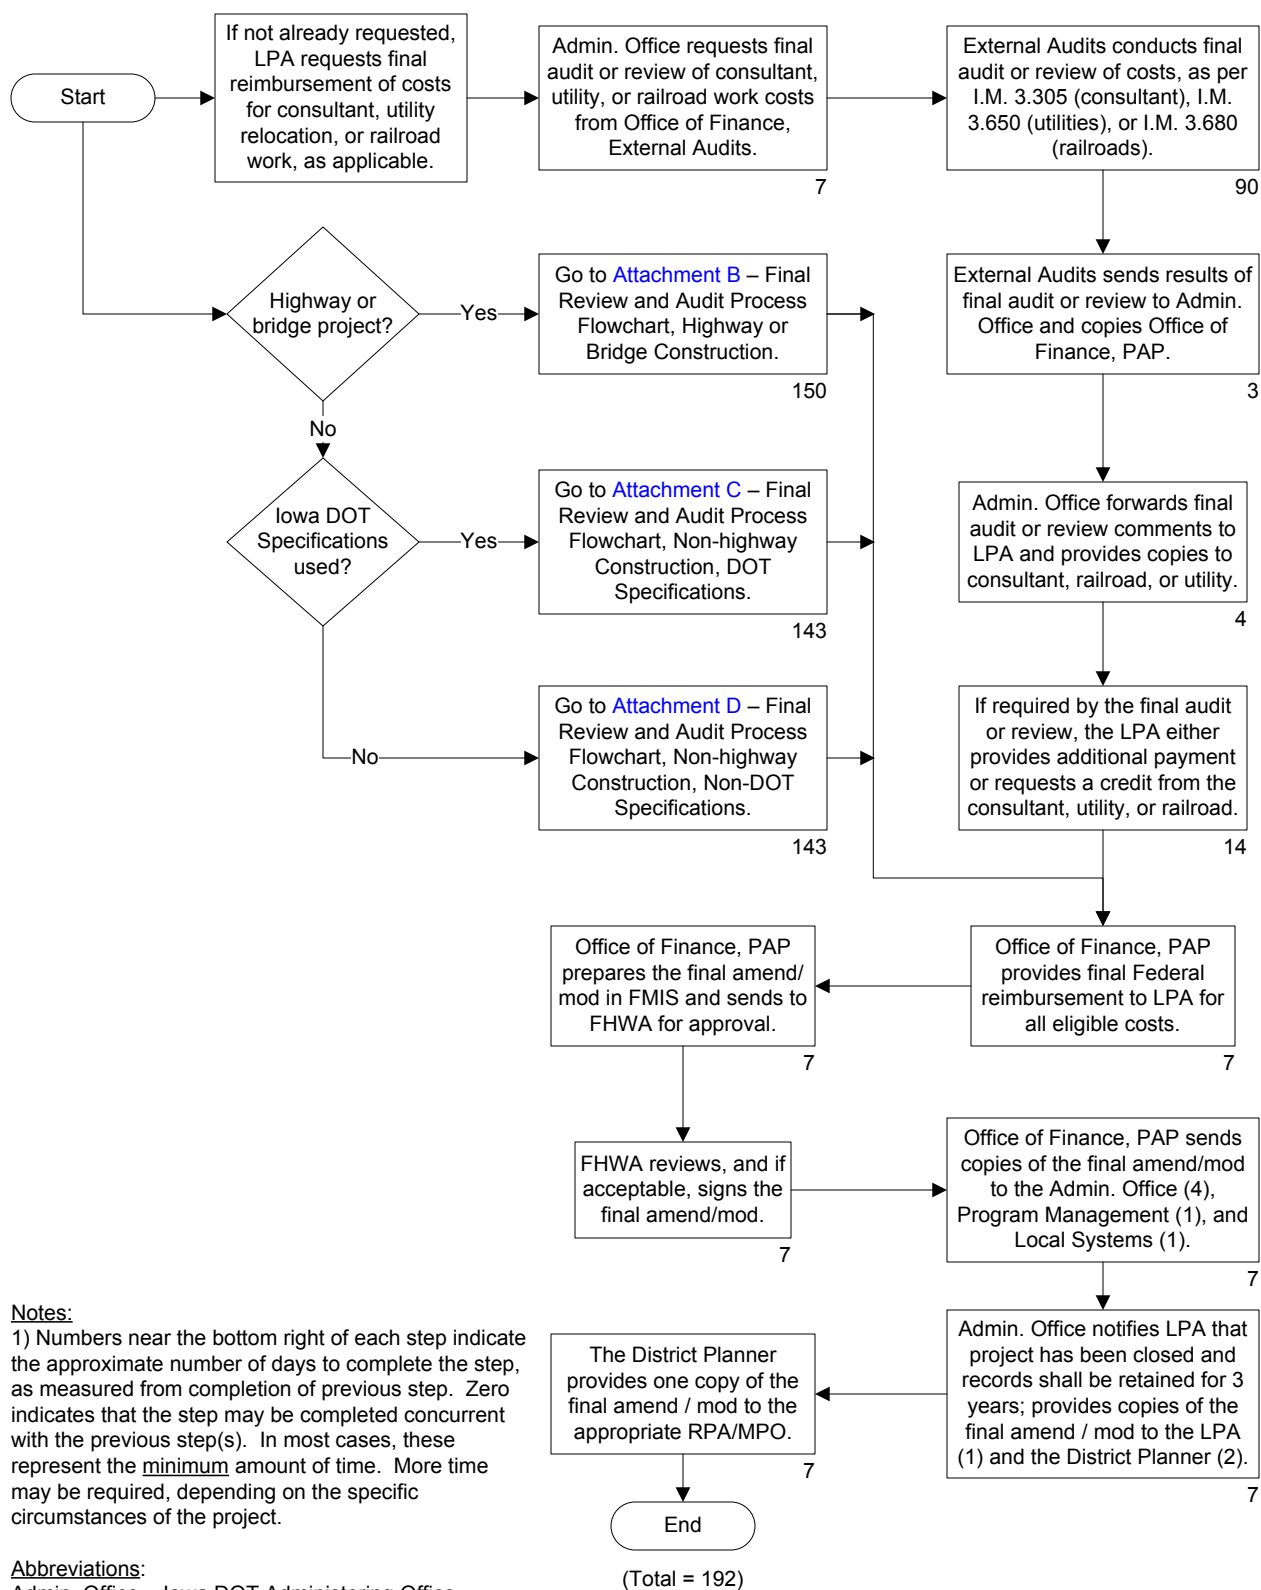 Start
If not already requested,
LPA requests final
reimbursement of costs
for consultant, utility
relocation, or railroad
work, as applicable.
Admin. Office requests final
audit or review of consultant,
utility, or railroad work costs
from Office of Finance,
External Audits.
7
External Audits conducts final
audit or review of costs, as per
I.M. 3.305 (consultant), I.M.
3.650 (utilities), or I.M. 3.680
(railroads).
90
Highway or
bridge project?
Yes
Go to Attachment B – Final
Review and Audit Process
Flowchart, Highway or
Bridge Construction.
150
External Audits sends results of
final audit or review to Admin.
Office and copies Office of
Finance, PAP.
3
No
Iowa DOT
Specifications
used?
Yes
Go to Attachment C – Final
Review and Audit Process
Flowchart, Non-highway
Construction, DOT
Specifications.
143
Admin. Office forwards final
audit or review comments to
LPA and provides copies to
consultant, railroad, or utility.
4
No
Go to Attachment D – Final
Review and Audit Process
Flowchart, Non-highway
Construction, Non-DOT
Specifications.
143
If required by the final audit
or review, the LPA either
provides additional payment
or requests a credit from the
consultant, utility, or railroad.
14
Office of Finance, PAP
provides final Federal
reimbursement to LPA for
all eligible costs.
7
Office of Finance, PAP
prepares the final amend/
mod in FMIS and sends to
FHWA for approval.
7
FHWA reviews, and if
acceptable, signs the
final amend/mod.
7
Office of Finance, PAP sends
copies of the final amend/mod
to the Admin. Office (4),
Program Management (1), and
Local Systems (1).
7
Admin. Office notifies LPA that
project has been closed and
records shall be retained for 3
years; provides copies of the
final amend / mod to the LPA
(1) and the District Planner (2).
7
The District Planner
provides one copy of the
final amend / mod to the
appropriate RPA/MPO.
7
End
(Total = 192)
Notes:
1) Numbers near the bottom right of each step indicate
the approximate number of days to complete the step,
as measured from completion of previous step. Zero
indicates that the step may be completed concurrent
with the previous step(s). In most cases, these
represent the minimum amount of time. More time
may be required, depending on the specific
circumstances of the project.
Abbreviations:
Admin. Office – Iowa DOT Administering Office